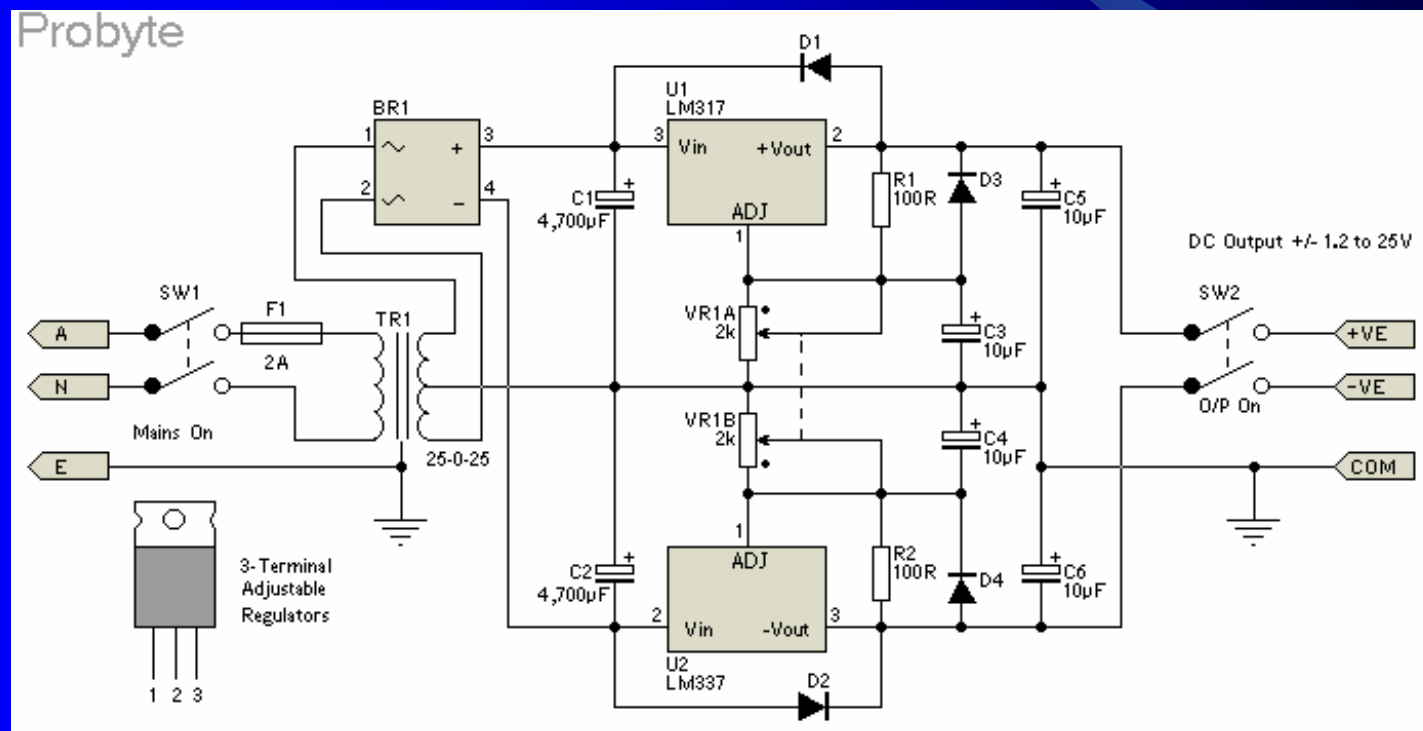 Probyte
D1
U1
LM317
BR1
1
3
3
Vin
+Vout
2
+
-
2
4
C1
+
4,700µF
ADJ
1
R1
100R
D3
+
C5
10µF
DC Output +/- 1.2 to 25V
SW1
F1
TR1
VR1A
2k
+
C3
10µF
SW2
A
2A
+VE
N
-VE
Mains On
VR1B
2k
+
C4
10µF
O/P On
E
25-0-25
COM
1
3-Terminal
Adjustable
Regulators
C2
+
4,700µF
ADJ
R2
100R
D4
+
C6
10µF
2
Vin
-Vout
3
U2
LM337
D2
1 2 3